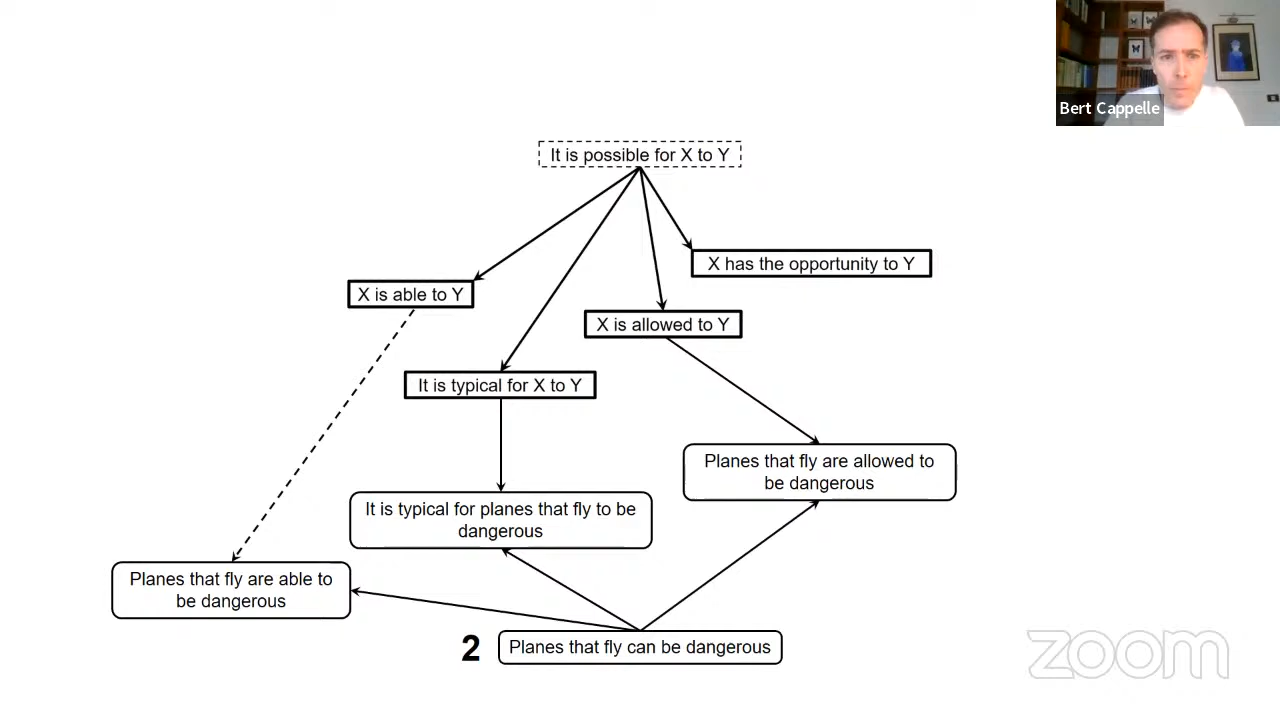 Bert Cappelle
It is possible for X to Y
X has the opportunity to Y
X is able to Y
X is allowed to Y
It is typical for X to Y
Planes that fly are allowed to
be dangerous
It is typical for planes that fly to be
dangerous
Planes that fly are able to
be dangerous
2 Planes that fly can be dangerous
zoom